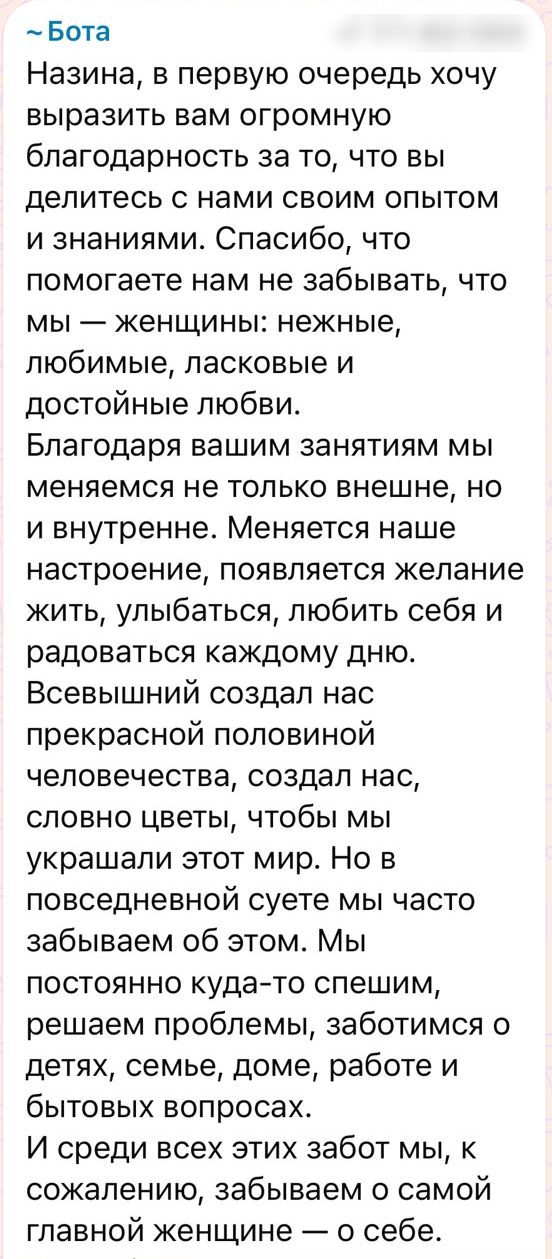 ~Бота
Назина, в первую очередь хочу
выразить вам огромную
благодарность за то, что вы
делитесь с нами своим опытом
и знаниями. Спасибо, что
помогаете нам не забывать, что
мы — женщины: нежные,
любимые, ласковые и
достойные любви.
Благодаря вашим занятиям мы
меняемся не только внешне, но
и внутренне. Меняется наше
настроение, появляется желание
жить, улыбаться, любить себя и
радоваться каждому дню.
Всевышний создал нас
прекрасной половиной
человечества, создал нас,
словно цветы, чтобы мы
украшали этот мир. Но в
повседневной суете мы часто
забываем об этом. Мы
постоянно куда-то спешим,
решаем проблемы, заботимся о
детях, семье, доме, работе и
бытовых вопросах.
И среди всех этих забот мы, к
сожалению, забываем о самой
главной женщине — о себе.